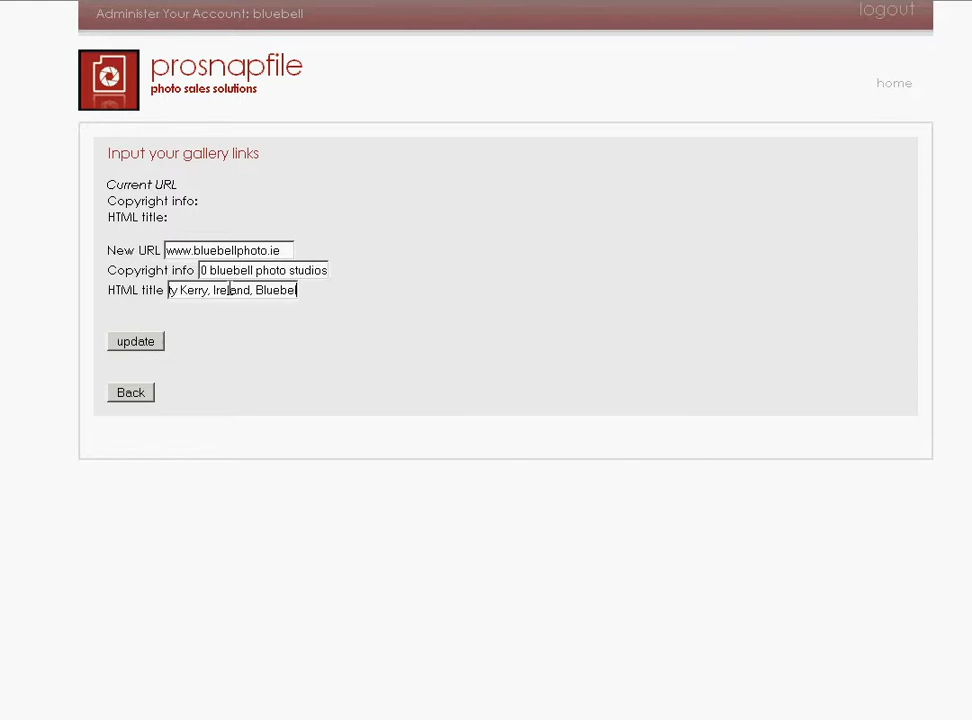 Administer Your Account: bluebell
logout
prosnapfile
photo sales solutions
home
Input your gallery links
Current URL
Copyright info:
HTML title:
New URL www.bluebellphoto.ie
Copyright info 0 bluebell photo studios
HTML title ty Kerry, Ireland, Bluebel
update
Back